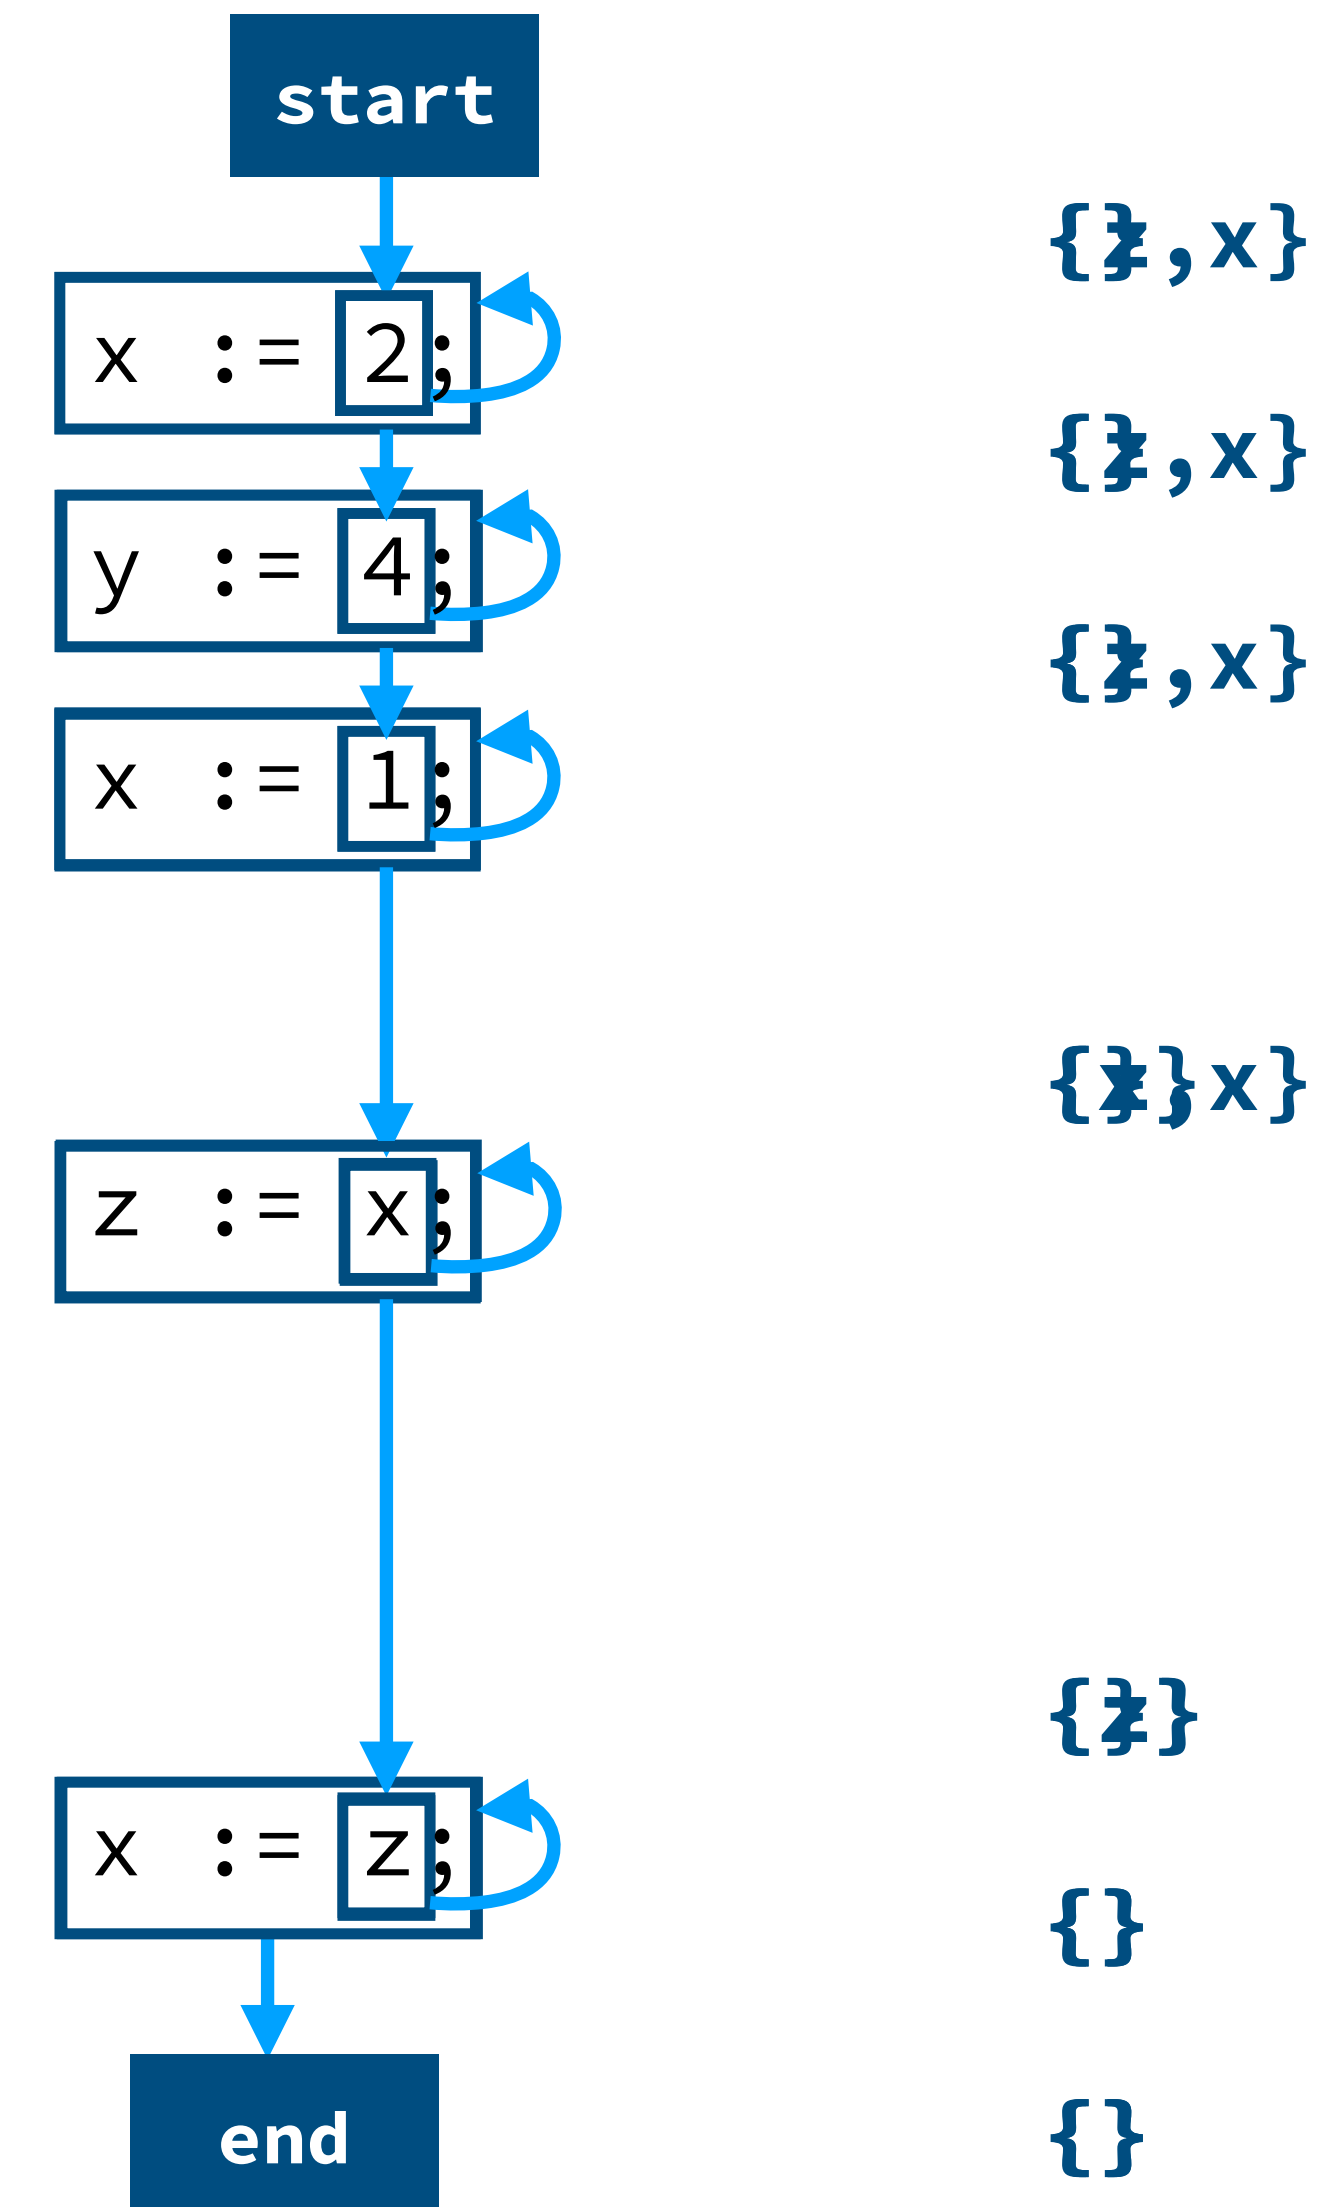 start
{} {z,x}
x := 2;
{} {z,x}
y := 4;
{} {z,x}
x := 1;
{} {x} {z,x}
z := x;
{} {z}
x := z;
{}
end
{}